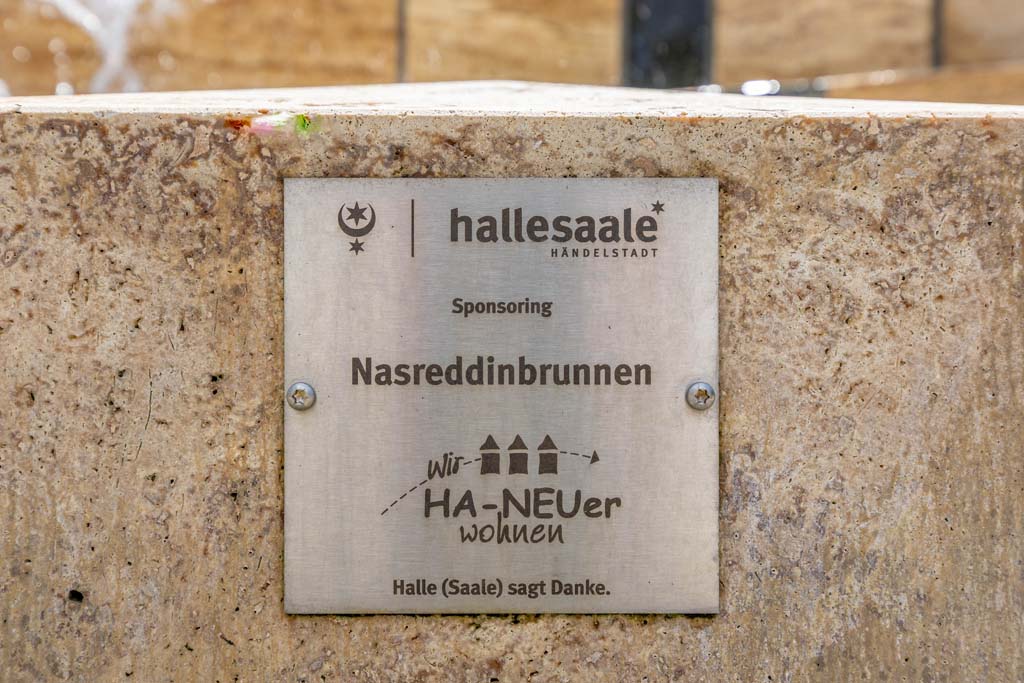 hallesaale*
HÄNDELSTADT
Sponsoring
Nasreddinbrunnen
Wir
HA-NEUer
wohnen
Halle (Saale) sagt Danke.